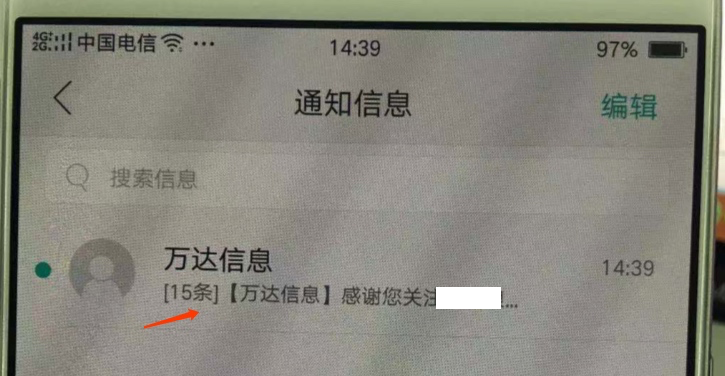 4G 2G 中国电信 ... 14:39 97%
通知信息 编辑
搜索信息
万达信息 14:39
[15条]【万达信息】感谢您关注...